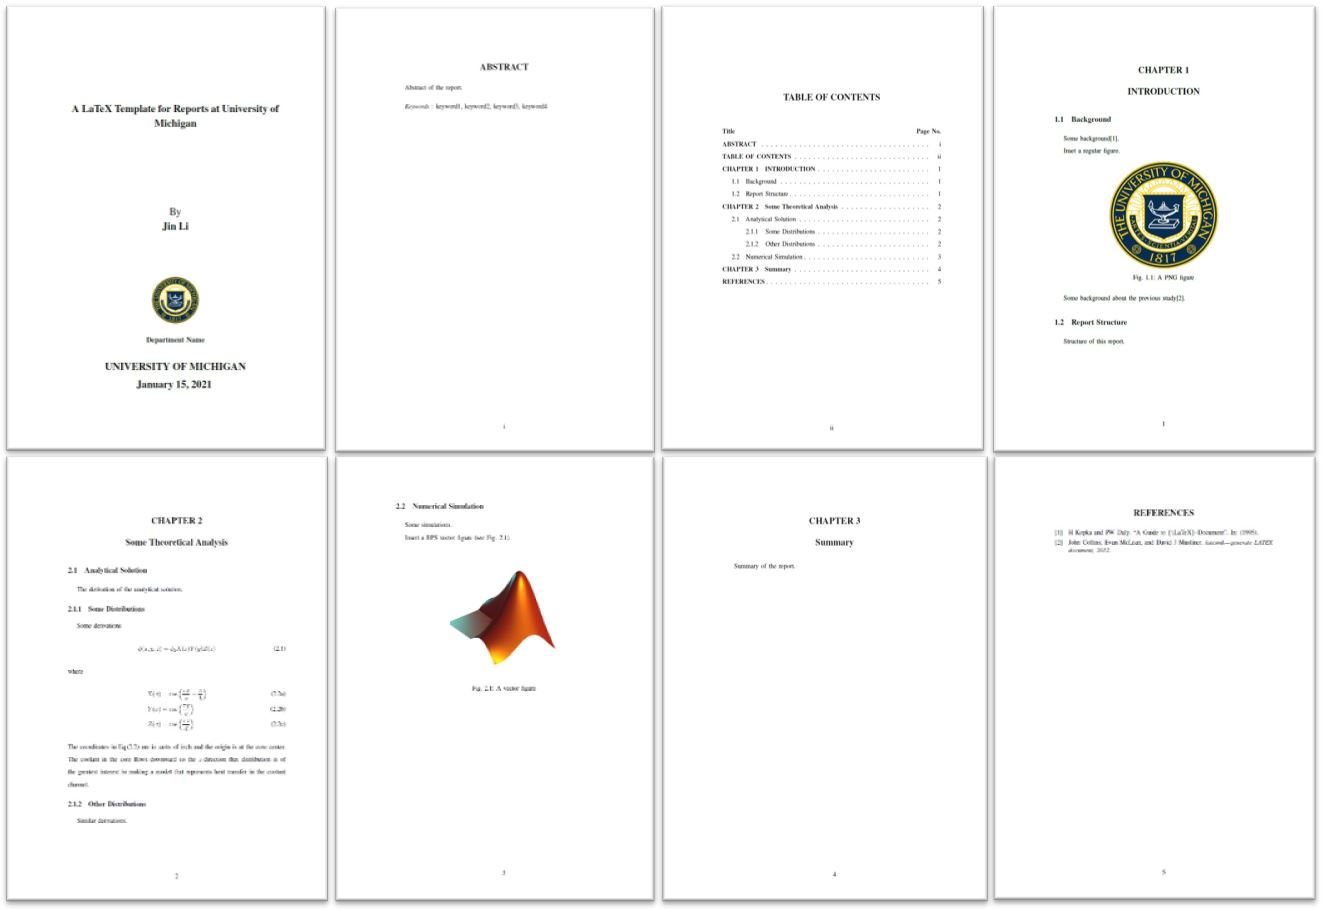 A LaTeX Template for Reports at University of
Michigan
By
Jin Li
Department Name
UNIVERSITY OF MICHIGAN
January 15, 2021
ABSTRACT
Abstract of the report.
Keywords : keyword1, keyword2, keyword3, keyword4
i
TABLE OF CONTENTS
Title Page No.
ABSTRACT i
TABLE OF CONTENTS ii
CHAPTER 1 INTRODUCTION 1
1.1 Background 1
1.2 Report Structure 1
CHAPTER 2 Some Theoretical Analysis 2
2.1 Analytical Solution 2
2.1.1 Some Distributions 2
2.1.2 Other Distributions 2
2.2 Numerical Simulation 3
CHAPTER 3 Summary 4
REFERENCES 5
ii
CHAPTER 1
INTRODUCTION
1.1 Background
Some background[1].
Inset a regular figure.
THE UNIVERSITY OF MICHIGAN
1817
Fig. 1.1: A PNG figure
Some background about the previous study[2].
1.2 Report Structure
Structure of this report.
1
CHAPTER 2
Some Theoretical Analysis
2.1 Analytical Solution
The derivation of the analytical solution.
2.1.1 Some Distributions
Some derivations
(2.1)
where
(2.2a)
(2.2b)
(2.2c)
The coordinates in Eq.(2.2) are in units of inch and the origin is at the core center.
The coolant in the core flows downward so the z-direction flux distribution is of
the greatest interest in making a model that represents heat transfer in the coolant
channel.
2.1.2 Other Distributions
Similar derivations.
2
2.2 Numerical Simulation
Some simulations.
Insert a EPS vector figure (see Fig. 2.1)
Fig. 2.1: A vector figure
3
CHAPTER 3
Summary
Summary of the report.
4
REFERENCES
[1] H Kopka and PW Daly. "A Guide to {\LaTeX}–Document". In: (1995).
[2] John Collins, Evan McLean, and David J Musliner. generate LATEX
document, 2012.
5